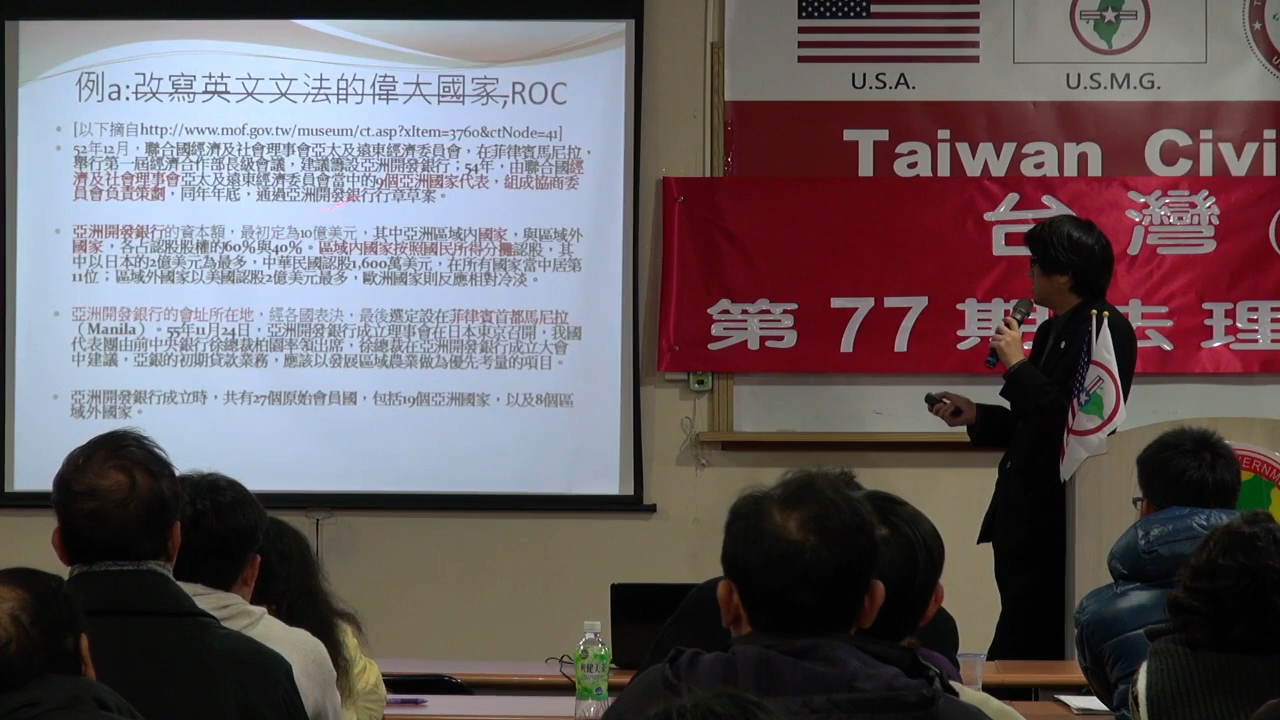 例a:改寫英文文法的偉大國家,ROC
• [以下摘自http://www.mof.gov.tw/museum/ct.asp?xItem=3760&ctNode=41]
• 52年12月，聯合國經濟及社會理事會亞太及遠東經濟委員會，在菲律賓馬尼拉，
舉行第一屆經濟合作部長級會議，建議籌設亞洲開發銀行；54年，由聯合國經
濟及社會理事會亞太及遠東經濟委員會當中的9個亞洲國家代表，組成協商委
員會負責策劃，同年年底，通過亞洲開發銀行行章草案。
• 亞洲開發銀行的資本額，最初定為10億美元，其中亞洲區域內國家，與區域外
國家，各占認股股權的60%與40%。區域內國家按照國民所得分攤認股，其
中以日本的2億美元為最多，中華民國認股1,600萬美元，在所有國家當中居第
11位；區域外國家以美國認股2億美元最多，歐洲國家則反應相對冷淡。
• 亞洲開發銀行的會址所在地，經各國表決，最後選定設在菲律賓首都馬尼拉
（Manila）。55年11月24日，亞洲開發銀行成立理事會在日本東京召開，我國
代表團由前中央銀行徐總裁柏園率領出席，徐總裁在亞洲開發銀行成立大會
中建議，亞銀的初期貸款業務，應該以發展區域農業做為優先考量的項目。
• 亞洲開發銀行成立時，共有27個原始會員國，包括19個亞洲國家，以及8個區
域外國家。
U.S.A.
U.S.M.G.
Taiwan Civi
台灣
第77期法理